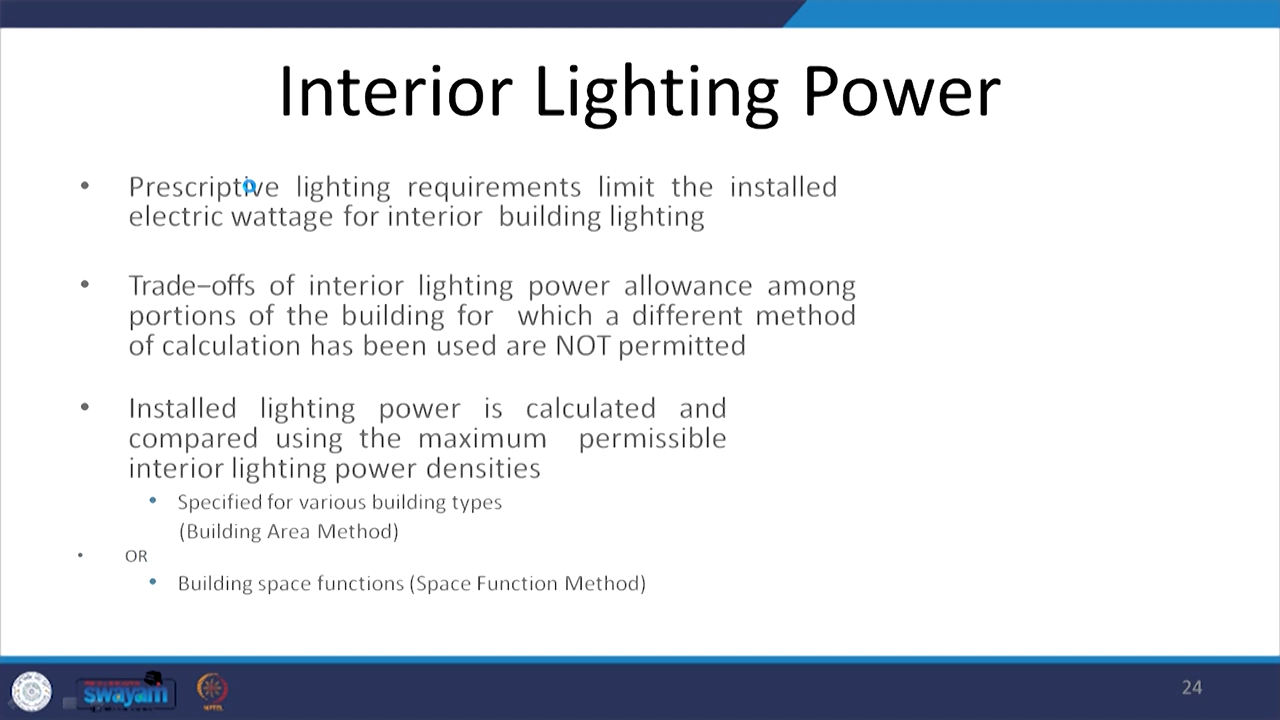 Interior Lighting Power
• Prescriptive lighting requirements limit the installed
electric wattage for interior building lighting
• Trade–offs of interior lighting power allowance among
portions of the building for which a different method
of calculation has been used are NOT permitted
• Installed lighting power is calculated and
compared using the maximum permissible
interior lighting power densities
• Specified for various building types
(Building Area Method)
• OR
• Building space functions (Space Function Method)
swayam
24